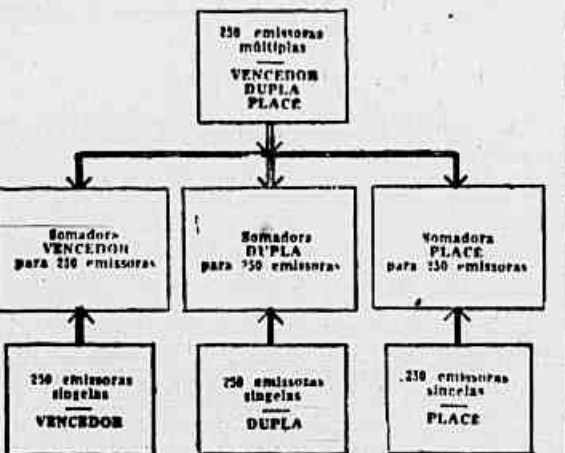 250 emissoras
múltiplas
VENCEDOR
DUPLA
PLACE
Somadora
VENCEDOR
para 250 emissoras
Somadora
DUPLA
para 250 emissoras
Somadora
PLACE
para 250 emissoras
250 emissoras
singelas
VENCEDOR
250 emissoras
singelas
DUPLA
250 emissoras
singelas
PLACE